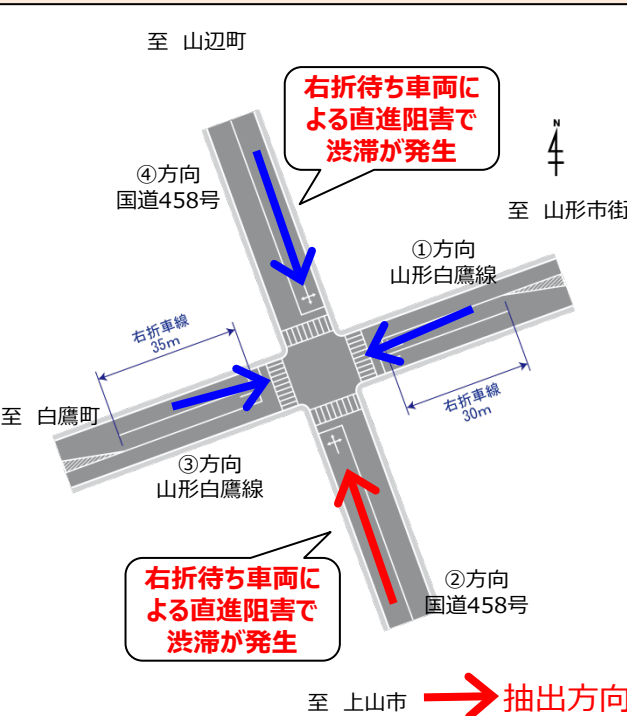 至 山辺町
右折待ち車両に
よる直進阻害で
渋滞が発生
N
④方向
国道458号
至 山形市街
①方向
山形白鷹線
右折車線
35m
右折車線
30m
至 白鷹町
③方向
山形白鷹線
右折待ち車両に
よる直進阻害で
渋滞が発生
②方向
国道458号
至 上山市
抽出方向